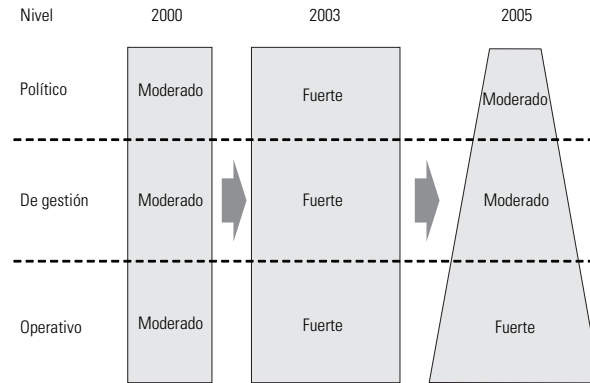 Nivel 2000 2003 2005
Político Moderado Fuerte Moderado
De gestión Moderado Fuerte Moderado
Operativo Moderado Fuerte Fuerte